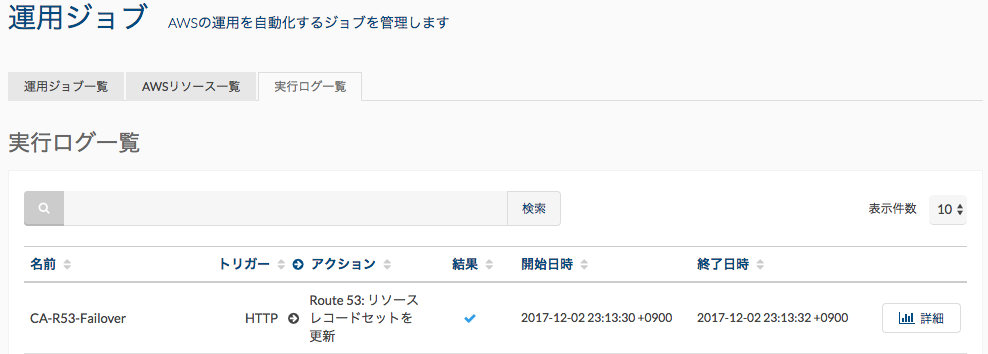 運用ジョブ AWSの運用を自動化するジョブを管理します
運用ジョブ一覧 AWSリソース一覧 実行ログ一覧
実行ログ一覧
検索 表示件数 10
名前 トリガー アクション 結果 開始日時 終了日時
CA-R53-Failover HTTP Route 53: リソース
レコードセットを
更新 2017-12-02 23:13:30 +0900 2017-12-02 23:13:32 +0900 詳細